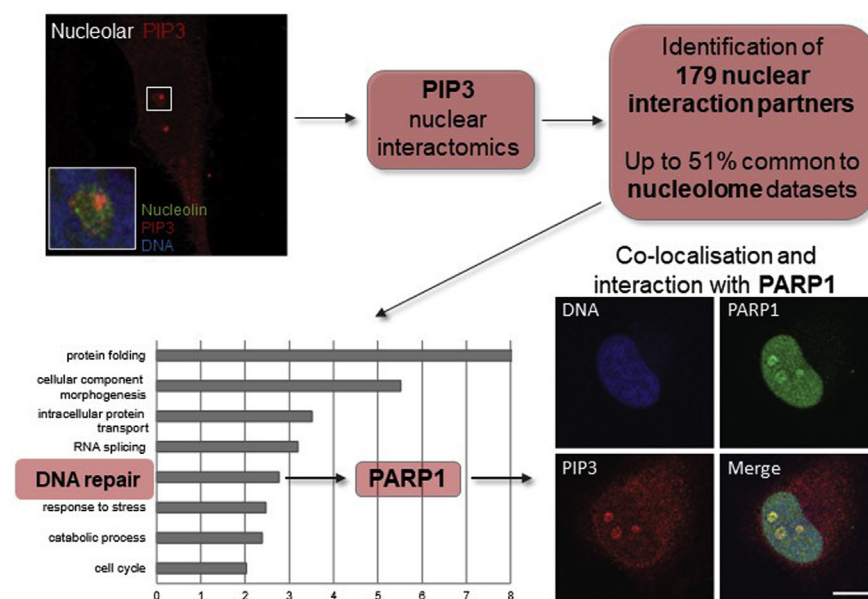 Nucleolar PIP3
Nucleolin
PIP3
DNA
PIP3
nuclear
interactomics
Identification of
179 nuclear
interaction partners
Up to 51% common to
nucleolome datasets
Co-localisation and
interaction with PARP1
DNA
PARP1
PIP3
Merge
protein folding
cellular component
morphogenesis
intracellular protein
transport
RNA splicing
DNA repair
PARP1
response to stress
catabolic process
cell cycle
0 1 2 3 4 5 6 7 8